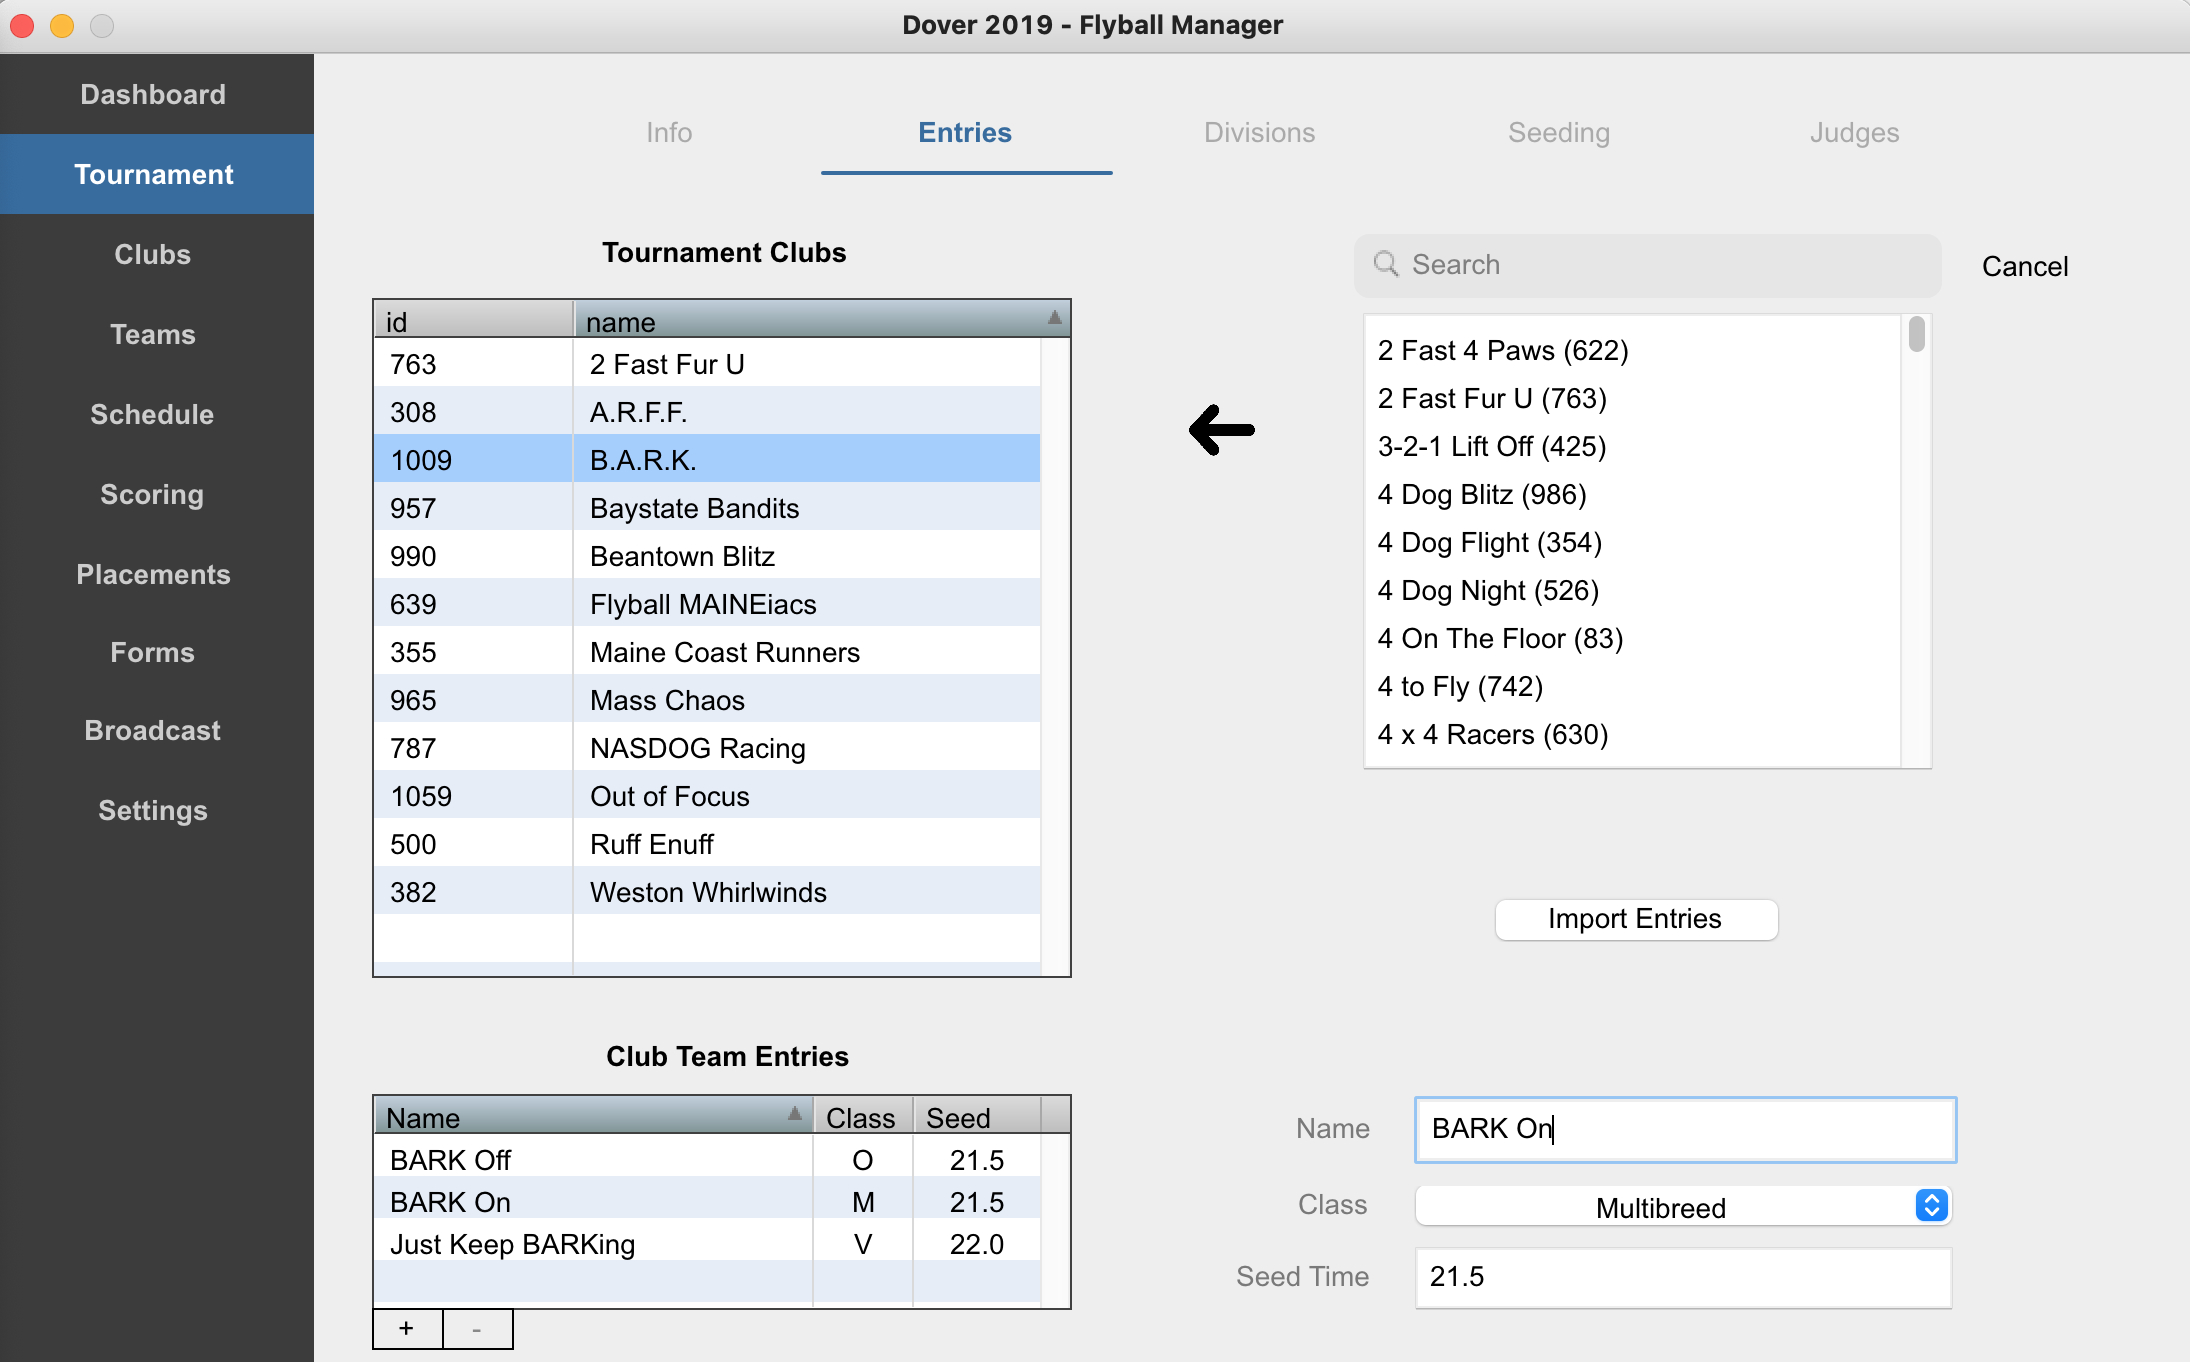 Dover 2019 - Flyball Manager
Dashboard
Tournament
Clubs
Teams
Schedule
Scoring
Placements
Forms
Broadcast
Settings
Info Entries Divisions Seeding Judges
Tournament Clubs
id name
763 2 Fast Fur U
308 A.R.F.F.
1009 B.A.R.K.
957 Baystate Bandits
990 Beantown Blitz
639 Flyball MAINEiacs
355 Maine Coast Runners
965 Mass Chaos
787 NASDOG Racing
1059 Out of Focus
500 Ruff Enuff
382 Weston Whirlwinds
Search Cancel
2 Fast 4 Paws (622)
2 Fast Fur U (763)
3-2-1 Lift Off (425)
4 Dog Blitz (986)
4 Dog Flight (354)
4 Dog Night (526)
4 On The Floor (83)
4 to Fly (742)
4 x 4 Racers (630)
Import Entries
Club Team Entries
Name Class Seed
BARK Off O 21.5
BARK On M 21.5
Just Keep BARKing V 22.0
+ -
Name BARK On
Class Multibreed
Seed Time 21.5